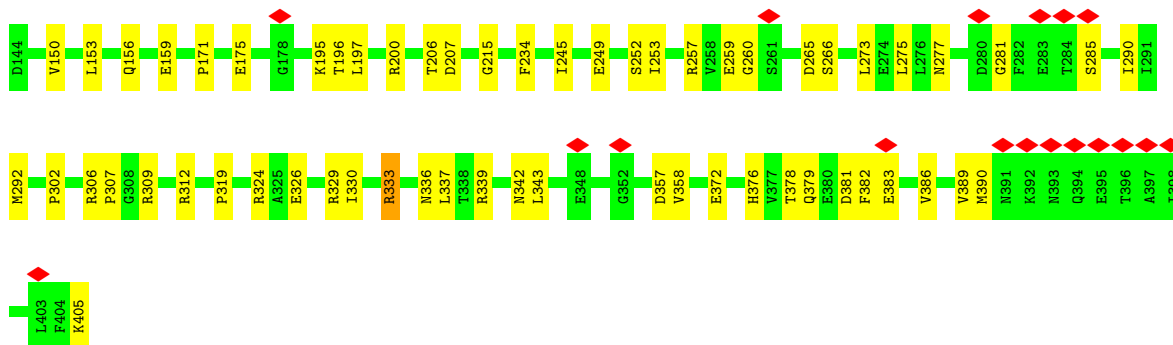 D144 V150 L153 Q156 E159 P171 E175 G178 K195 T196 L197 R200 T206 D207 G215 F234 I245 E249 S252 I253 R257 V258 E259 G260 S261 D265 S266 L273 E274 L275 L276 N277 D280 G281 F282 E283 T284 S285 I290 I291
M292 P302 R306 P307 G308 R309 R312 P319 R324 A325 E326 R329 I330 R333 N336 L337 T338 R339 N342 L343 E348 G352 D357 V358 E372 H376 V377 T378 Q379 E380 D381 F382 E383 V386 V389 M390 N391 K392 N393 Q394 E395 T396 A397
L403 F404 K405